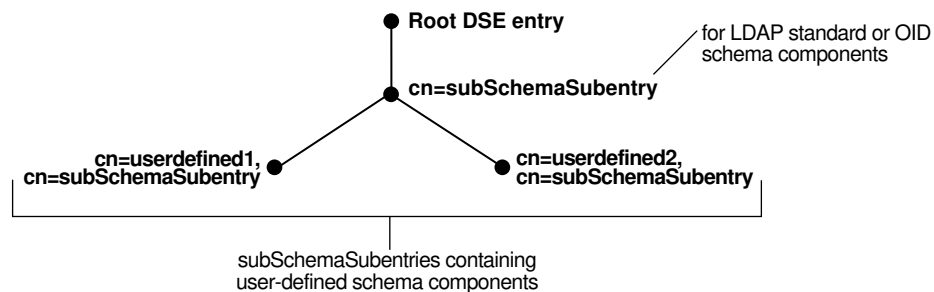 Root DSE entry
for LDAP standard or OID
schema components
cn=subSchemaSubentry
cn=userdefined1,
cn=subSchemaSubentry
cn=userdefined2,
cn=subSchemaSubentry
subSchemaSubentries containing
user-defined schema components